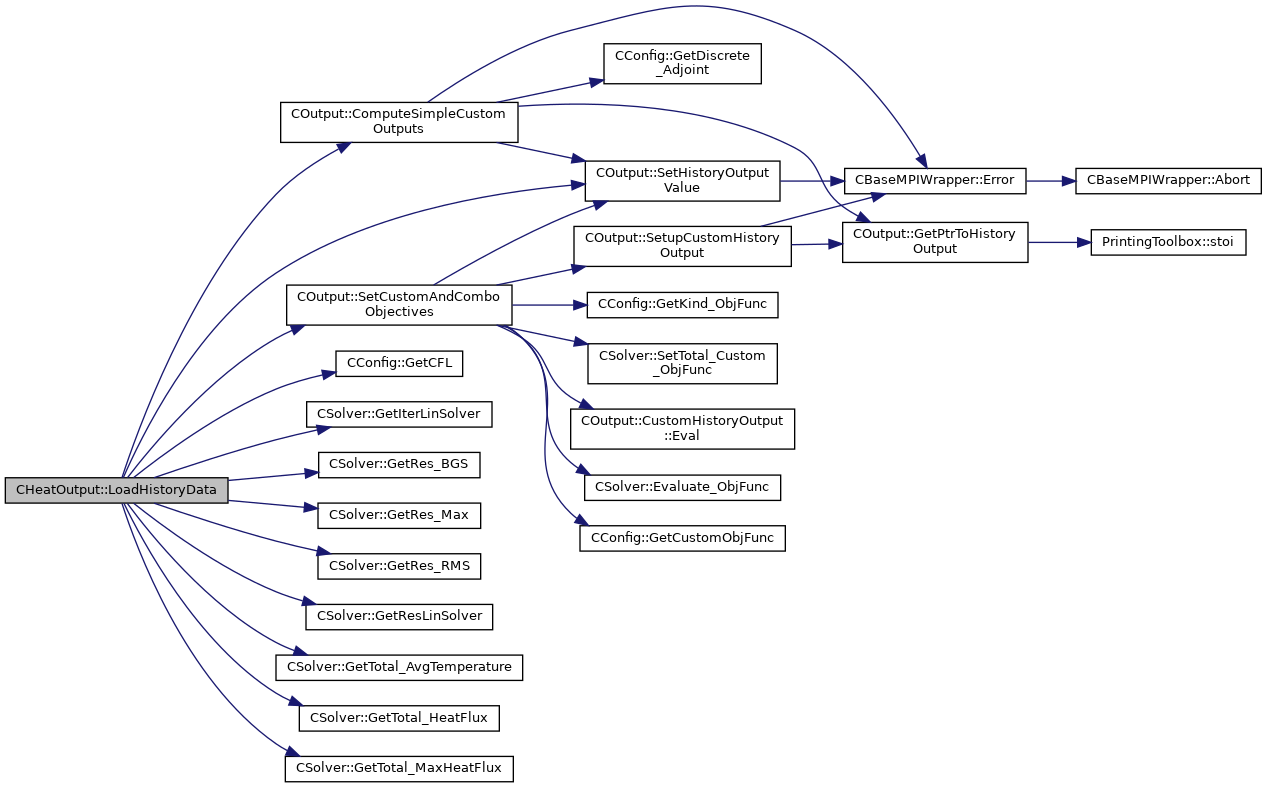 CHeatOutput::LoadHistoryData
COutput::ComputeSimpleCustom
Outputs
COutput::SetCustomAndCombo
Objectives
CConfig::GetCFL
CSolver::GetIterLinSolver
CSolver::GetRes_BGS
CSolver::GetRes_Max
CSolver::GetRes_RMS
CSolver::GetResLinSolver
CSolver::GetTotal_AvgTemperature
CSolver::GetTotal_HeatFlux
CSolver::GetTotal_MaxHeatFlux
CConfig::GetDiscrete
_Adjoint
COutput::SetHistoryOutput
Value
COutput::SetupCustomHistory
Output
CConfig::GetKind_ObjFunc
CSolver::SetTotal_Custom
_ObjFunc
COutput::CustomHistoryOutput
::Eval
CSolver::Evaluate_ObjFunc
CConfig::GetCustomObjFunc
CBaseMPIWrapper::Error
COutput::GetPtrToHistory
Output
CBaseMPIWrapper::Abort
PrintingToolbox::stoi